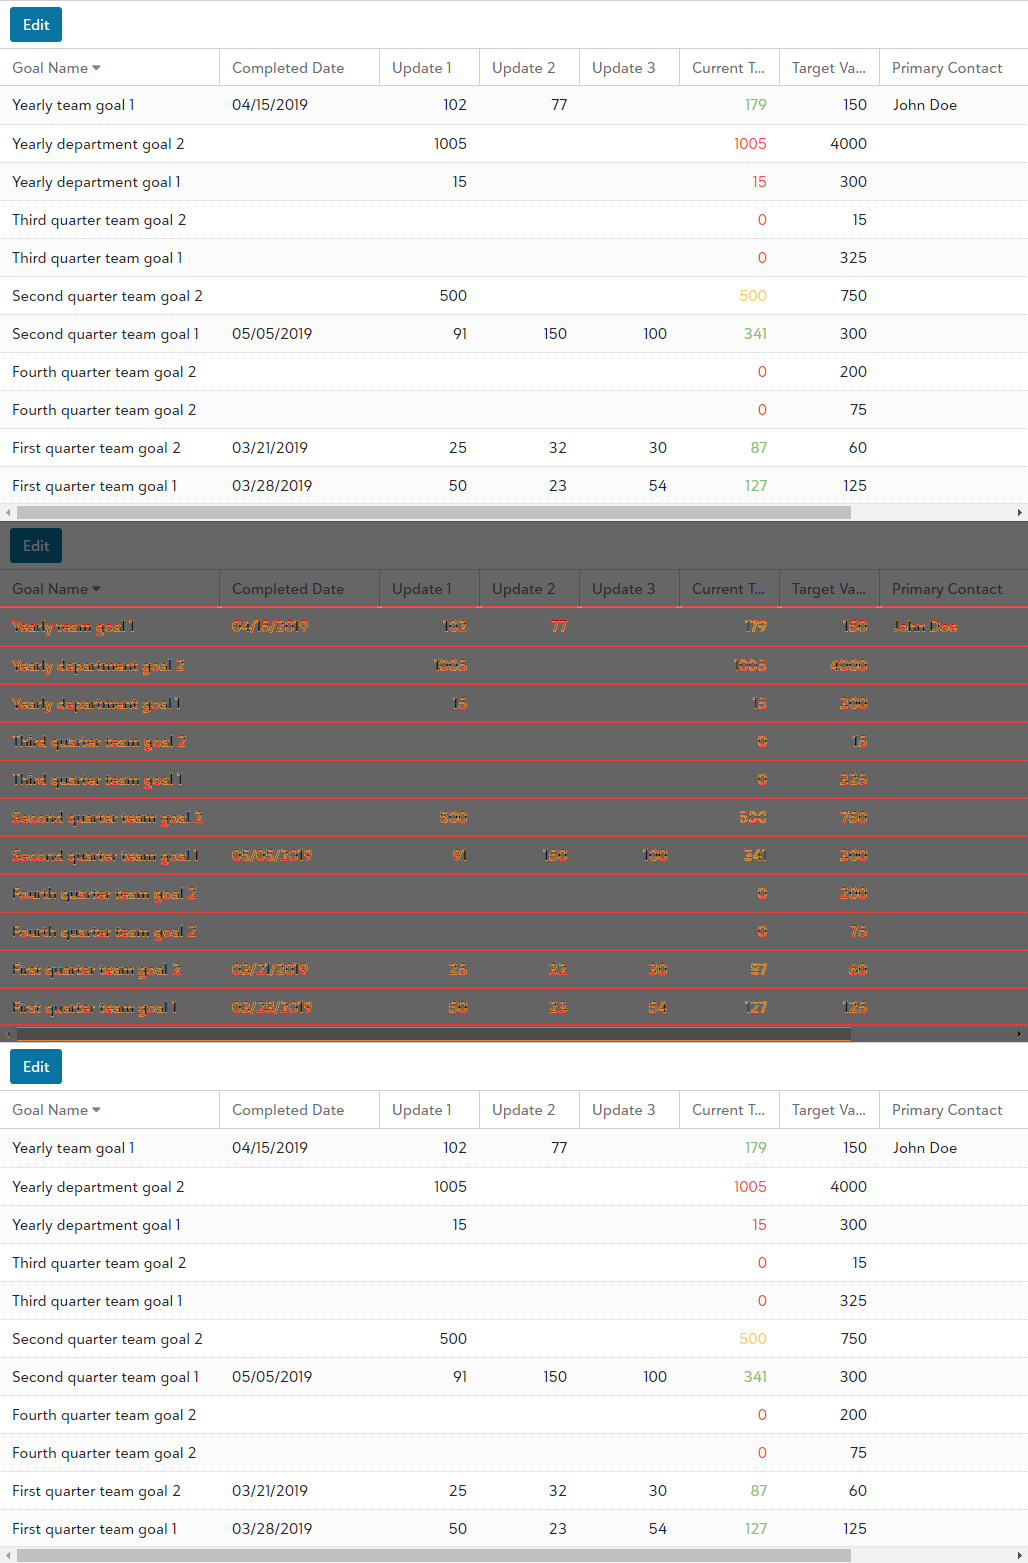 Edit
Goal Name Completed Date Update 1 Update 2 Update 3 Current T... Target Va... Primary Contact
Yearly team goal 1 04/15/2019 102 77 179 150 John Doe
Yearly department goal 2 1005 1005 4000
Yearly department goal 1 15 15 300
Third quarter team goal 2 0 15
Third quarter team goal 1 0 325
Second quarter team goal 2 500 500 750
Second quarter team goal 1 05/05/2019 91 150 100 341 300
Fourth quarter team goal 2 0 200
Fourth quarter team goal 2 0 75
First quarter team goal 2 03/21/2019 25 32 30 87 60
First quarter team goal 1 03/28/2019 50 23 54 127 125
Edit
Goal Name Completed Date Update 1 Update 2 Update 3 Current T... Target Va... Primary Contact
Yearly team goal 1 04/15/2019 102 77 179 150 John Doe
Yearly department goal 2 1005 1005 4000
Yearly department goal 1 15 15 300
Third quarter team goal 2 0 15
Third quarter team goal 1 0 325
Second quarter team goal 2 500 500 750
Second quarter team goal 1 05/05/2019 91 150 100 341 300
Fourth quarter team goal 2 0 200
Fourth quarter team goal 2 0 75
First quarter team goal 2 03/21/2019 25 32 30 87 60
First quarter team goal 1 03/28/2019 50 23 54 127 125
Edit
Goal Name Completed Date Update 1 Update 2 Update 3 Current T... Target Va... Primary Contact
Yearly team goal 1 04/15/2019 102 77 179 150 John Doe
Yearly department goal 2 1005 1005 4000
Yearly department goal 1 15 15 300
Third quarter team goal 2 0 15
Third quarter team goal 1 0 325
Second quarter team goal 2 500 500 750
Second quarter team goal 1 05/05/2019 91 150 100 341 300
Fourth quarter team goal 2 0 200
Fourth quarter team goal 2 0 75
First quarter team goal 2 03/21/2019 25 32 30 87 60
First quarter team goal 1 03/28/2019 50 23 54 127 125